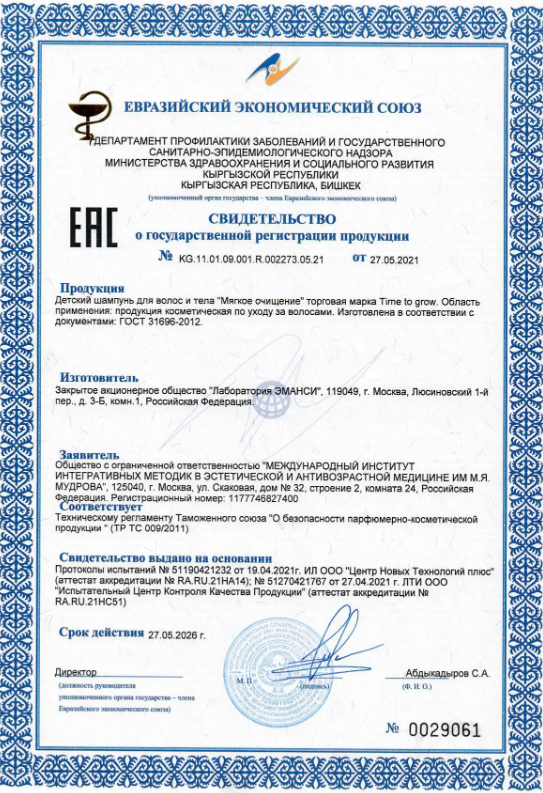 ЕВРАЗИЙСКИЙ ЭКОНОМИЧЕСКИЙ СОЮЗ
ДЕПАРТАМЕНТ ПРОФИЛАКТИКИ ЗАБОЛЕВАНИЙ И ГОСУДАРСТВЕННОГО
САНИТАРНО-ЭПИДЕМИОЛОГИЧЕСКОГО НАДЗОРА
МИНИСТЕРСТВА ЗДРАВООХРАНЕНИЯ И СОЦИАЛЬНОГО РАЗВИТИЯ
КЫРГЫЗСКОЙ РЕСПУБЛИКИ
КЫРГЫЗСКАЯ РЕСПУБЛИКА, БИШКЕК
(уполномоченный орган государства – члена Евразийского экономического союза)
EAC
СВИДЕТЕЛЬСТВО
о государственной регистрации продукции
№ KG.11.01.09.001.R.002273.05.21 от 27.05.2021
Продукция
Детский шампунь для волос и тела "Мягкое очищение" торговая марка Time to grow. Область
применения: продукция косметическая по уходу за волосами. Изготовлена в соответствии с
документами: ГОСТ 31696-2012.
Изготовитель
Закрытое акционерное общество "Лаборатория ЭМАНСИ", 119049, г. Москва, Люсиновский 1-й
пер., д. 3-Б, комн.1, Российская Федерация.
Заявитель
Общество с ограниченной ответственностью "МЕЖДУНАРОДНЫЙ ИНСТИТУТ
ИНТЕГРАТИВНЫХ МЕТОДИК В ЭСТЕТИЧЕСКОЙ И АНТИВОЗРАСТНОЙ МЕДИЦИНЕ ИМ М.Я.
МУДРОВА", 125040, г. Москва, ул. Скаковая, дом № 32, строение 2, комната 24, Российская
Федерация. Регистрационный номер: 1177746827400
Соответствует
Техническому регламенту Таможенного союза "О безопасности парфюмерно-косметической
продукции " (ТР ТС 009/2011)
Свидетельство выдано на основании
Протоколы испытаний № 51190421232 от 19.04.2021г. ИЛ ООО "Центр Новых Технологий плюс"
(аттестат аккредитации № RA.RU.21НА14); № 51270421767 от 27.04.2021 г. ЛТИ ООО
"Испытательный Центр Контроля Качества Продукции" (аттестат аккредитации №
RA.RU.21НС51)
Срок действия 27.05.2026 г.
Директор Абдыкадыров С.А.
(должность руководителя М. П. (подпись) (Ф. И. О.)
уполномоченного органа государства – члена
Евразийского экономического союза)
№ 0029061